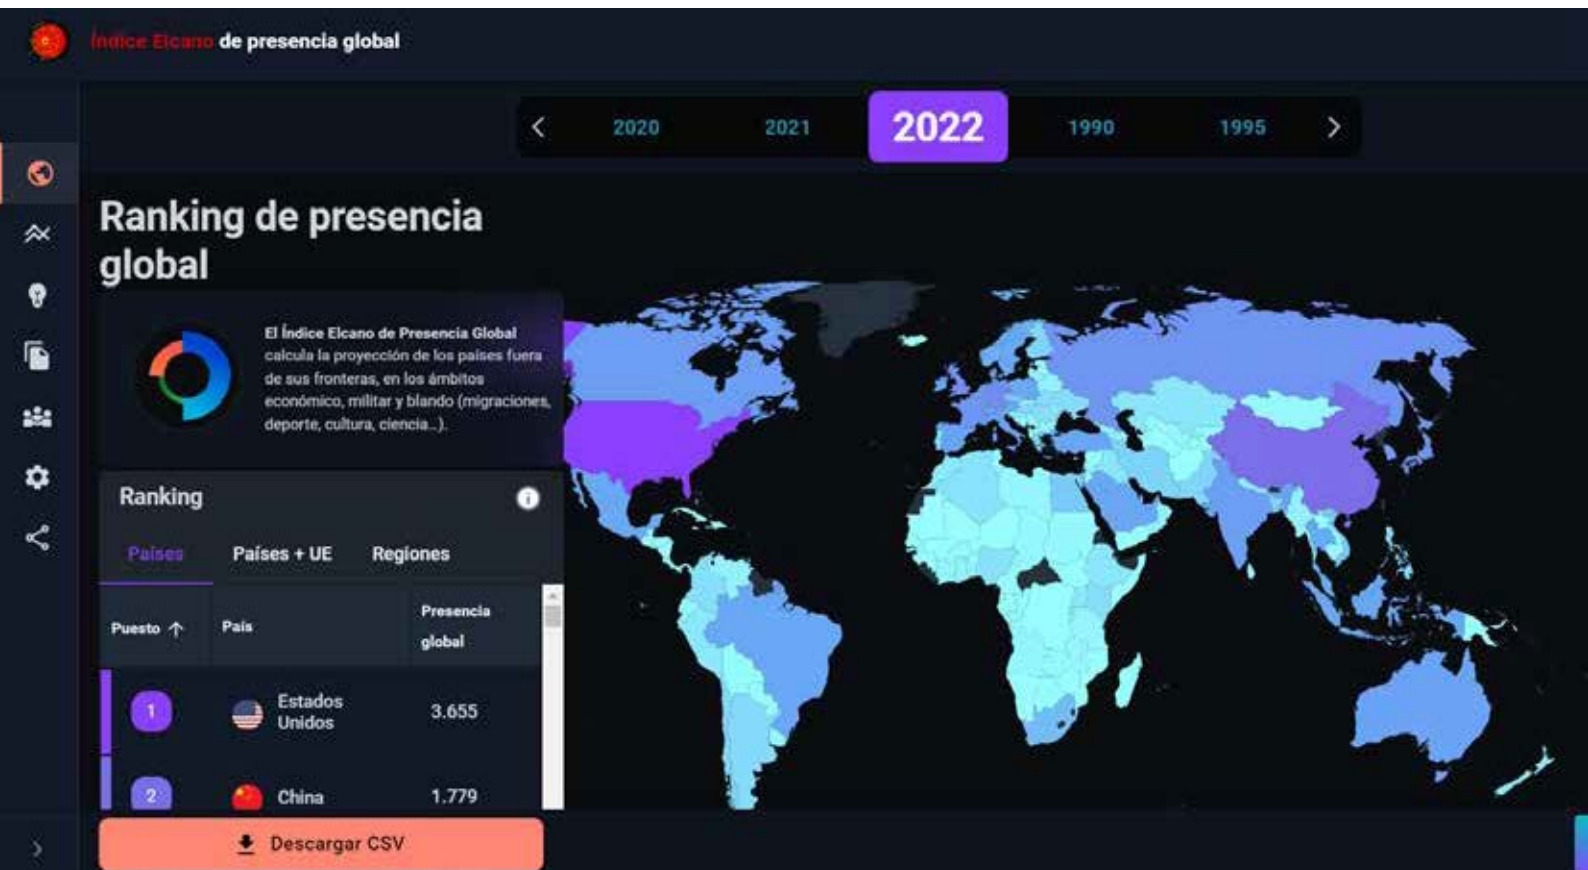 Índice Elcano de presencia global
2020 2021 2022 1990 1995
Ranking de presencia
global
El Índice Elcano de Presencia Global
calcula la proyección de los países fuera
de sus fronteras, en los ámbitos
económico, militar y blando (migraciones,
deporte, cultura, ciencia...).
Ranking
Países Países + UE Regiones
Puesto País Presencia
global
1 Estados
Unidos 3.655
2 China 1.779
Descargar CSV